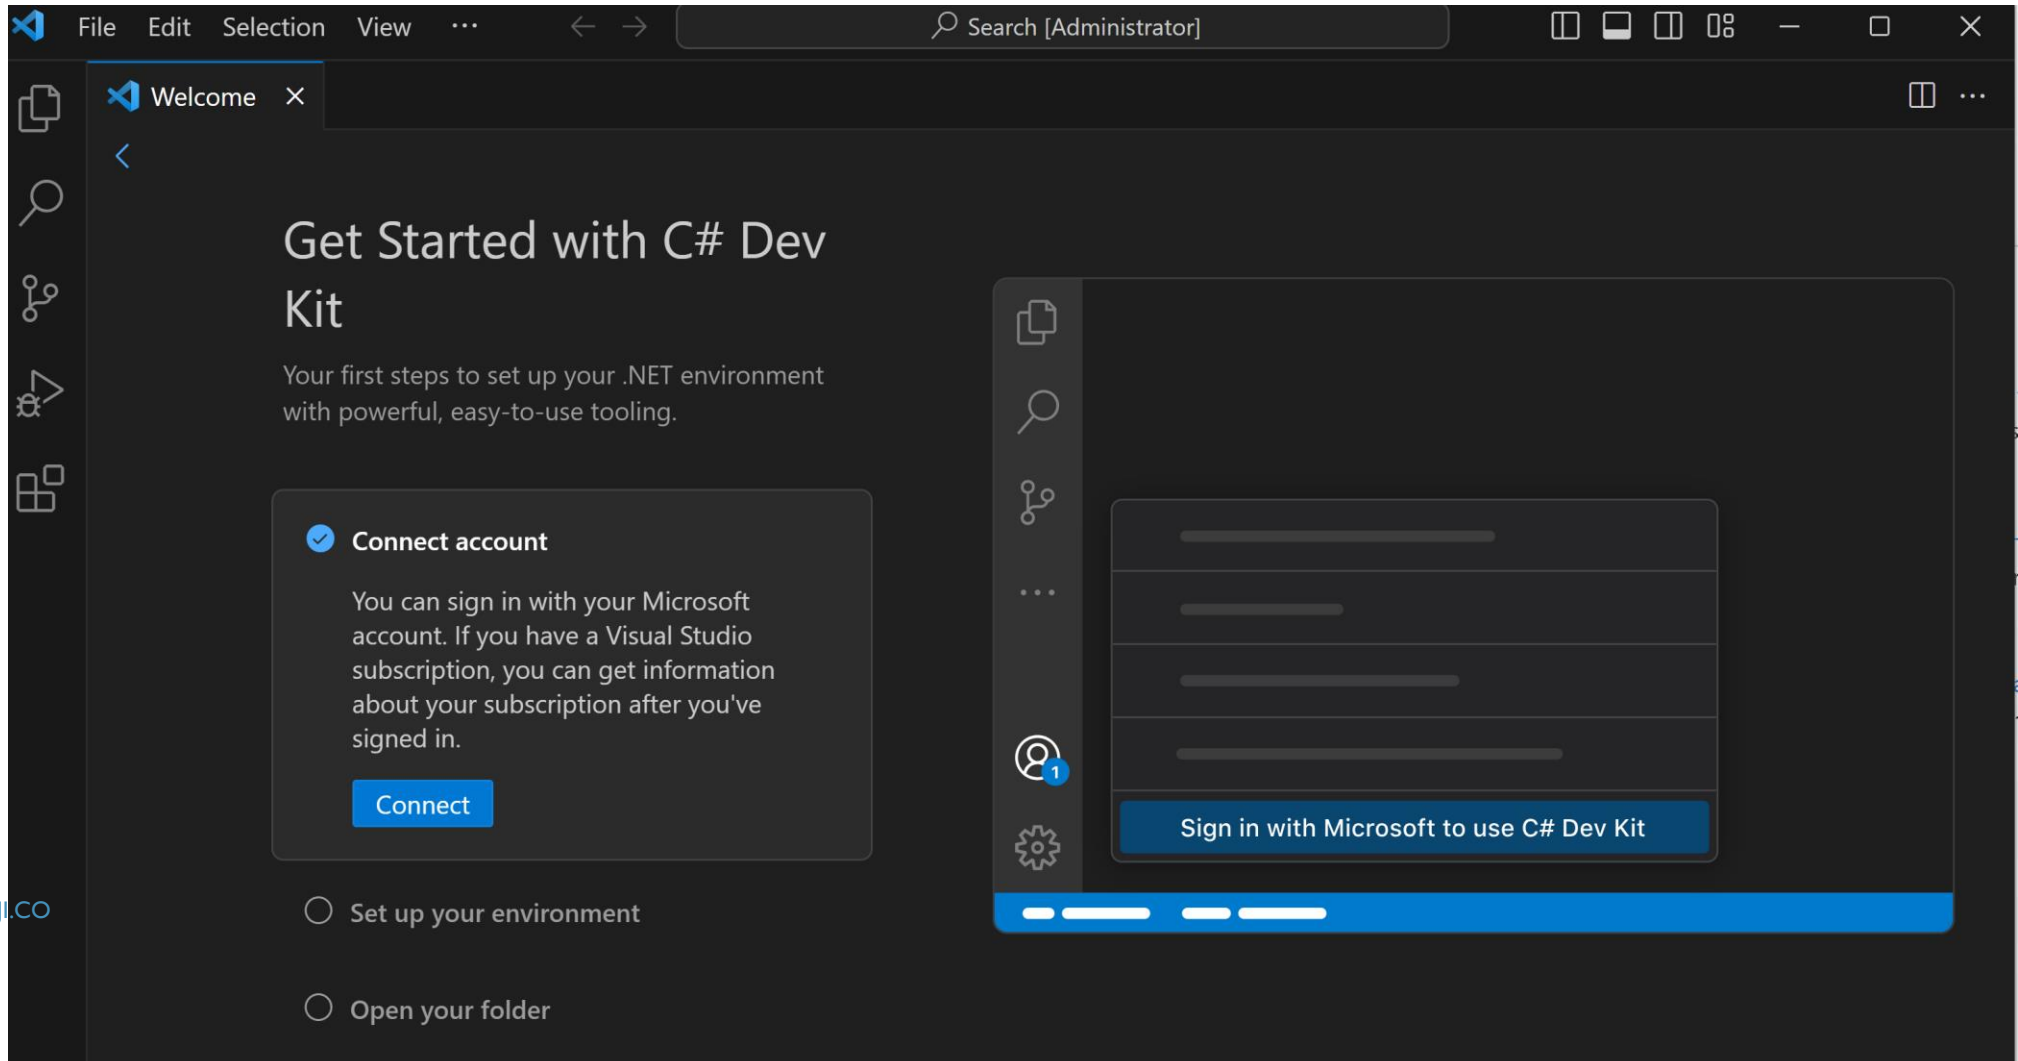 File Edit Selection View ··· Search [Administrator]
Welcome
Get Started with C# Dev
Kit
Your first steps to set up your .NET environment
with powerful, easy-to-use tooling.
Connect account
You can sign in with your Microsoft
account. If you have a Visual Studio
subscription, you can get information
about your subscription after you've
signed in.
Connect
Set up your environment
Open your folder
1
Sign in with Microsoft to use C# Dev Kit
.CO